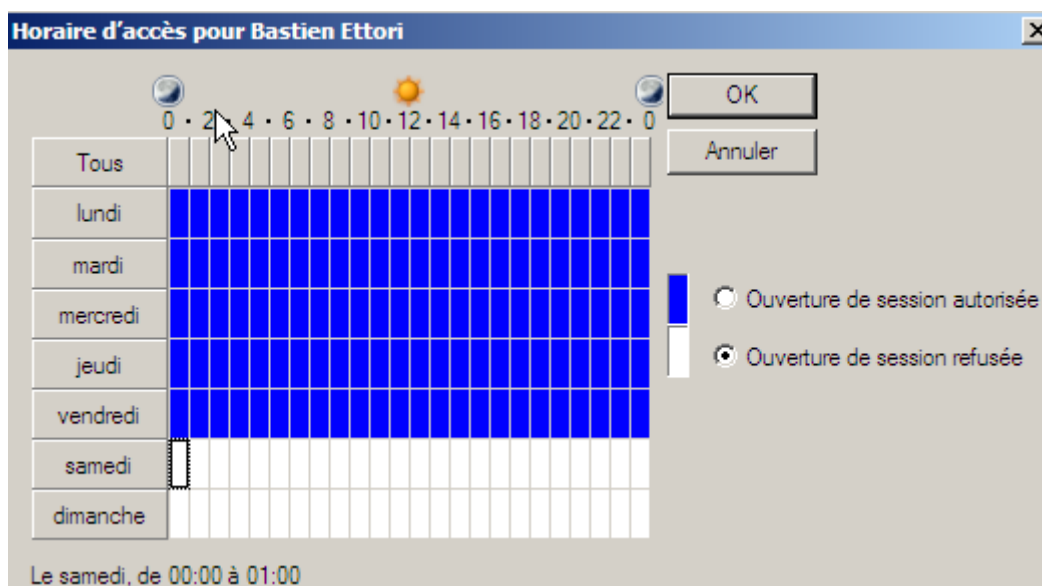 Horaire d'accès pour Bastien Ettori
0 · 2 · 4 · 6 · 8 · 10 · 12 · 14 · 16 · 18 · 20 · 22 · 0
OK
Annuler
Tous
lundi
mardi
mercredi
jeudi
vendredi
samedi
dimanche
Ouverture de session autorisée
Ouverture de session refusée
Le samedi, de 00:00 à 01:00